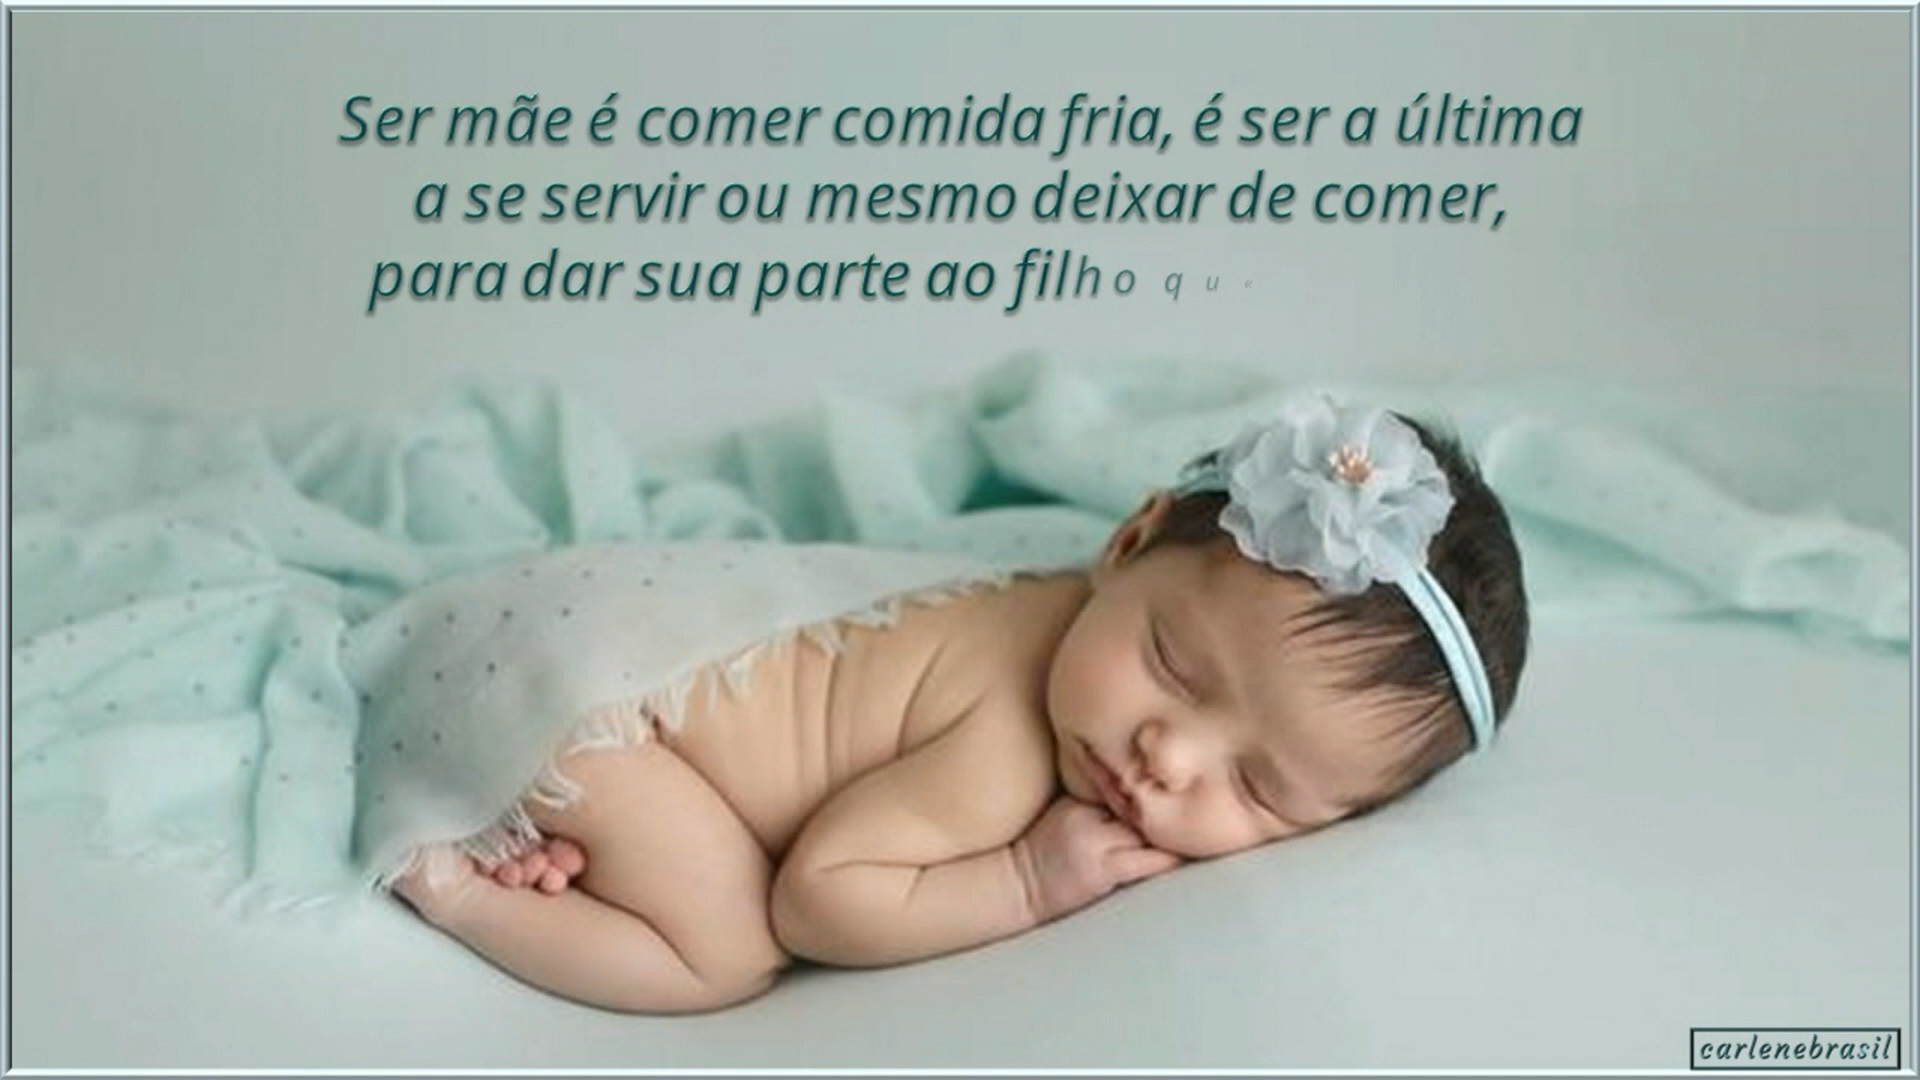 Ser mãe é comer comida fria, é ser a última
a se servir ou mesmo deixar de comer,
para dar sua parte ao filho que
carlenebrasil